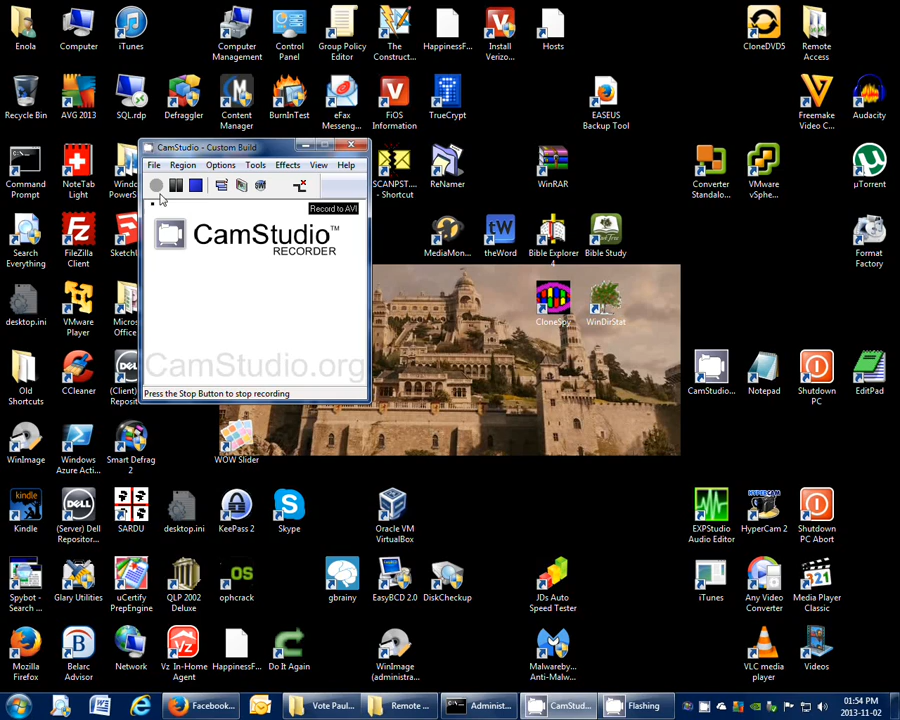 Enola
Computer
iTunes
Computer
Management
Control
Panel
Group Policy
Editor
The
Construct...
HappinessF...
Install
Verizo...
Hosts
CloneDVD5
Remote
Access
Recycle Bin
AVG 2013
SQL.rdp
Defraggler
Content
Manager
BurnInTest
eFax
Messeng...
FiOS
Information
TrueCrypt
EASEUS
Backup Tool
Freemake
Video C...
Audacity
CamStudio - Custom Build
File Region Options Tools Effects View Help
Record to AVI
CamStudio™
RECORDER
CamStudio.org
Press the Stop Button to stop recording
Command
Prompt
NoteTab
Light
Windo
Power
SCANPST....
- Shortcut
ReNamer
WinRAR
Converter
Standalo...
VMware
vSphe...
µTorrent
Search
Everything
FileZilla
Client
Sketch
MediaMon...
theWord
Bible Explorer
4
Bible Study
Format
Factory
desktop.ini
VMware
Player
Micros
Office
CloneSpy
WinDirStat
Old
Shortcuts
CCleaner
(Client)
Reposit
CamStudio...
Notepad
Shutdown
PC
EditPad
WinImage
Windows
Azure Acti...
Smart Defrag
2
WOW Slider
Kindle
(Server) Dell
Repositor...
SARDU
desktop.ini
KeePass 2
Skype
Oracle VM
VirtualBox
EXPStudio
Audio Editor
HyperCam 2
Shutdown
PC Abort
Spybot -
Search ...
Glary Utilities
uCertify
PrepEngine
QLP 2002
Deluxe
ophcrack
gbrainy
EasyBCD 2.0
DiskCheckup
JDs Auto
Speed Tester
iTunes
Any Video
Converter
Media Player
Classic
Mozilla
Firefox
Belarc
Advisor
Network
Vz In-Home
Agent
HappinessF...
Do It Again
WinImage
(administra...
Malwareby...
Anti-Mal...
VLC media
player
Videos
Facebook...
Vote Paul...
Remote ...
Administ...
CamStud...
Flashing
01:54 PM
2013-11-02